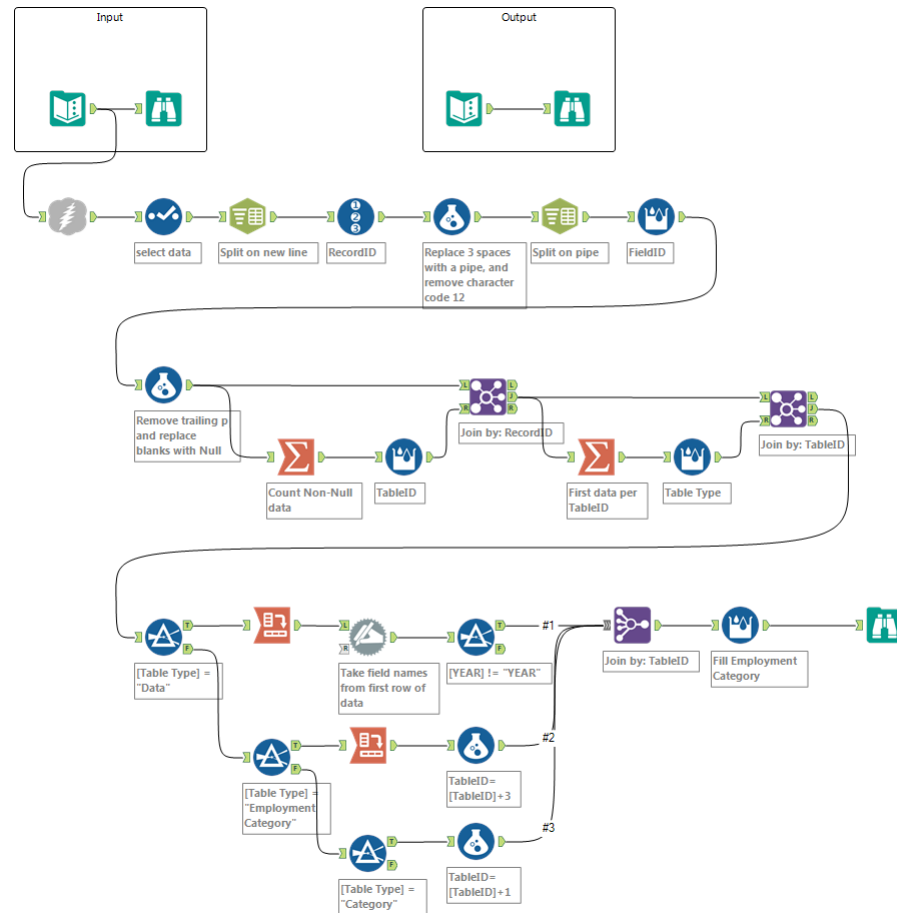 Input
Output
1
2
3
select data
Split on new line
RecordID
Replace 3 spaces
with a pipe, and
remove character
code 12
Split on pipe
FieldID
Remove trailing p
and replace
blanks with Null
Count Non-Null
data
TableID
L
R
L
J
R
Join by: RecordID
First data per
TableID
Table Type
L
R
L
J
R
Join by: TableID
T
F
[Table Type] =
"Data"
L
R
Take field names
from first row of
data
T
F
[YEAR] != "YEAR"
#1
Join by: TableID
Fill Employment
Category
T
F
[Table Type] =
"Employment
Category"
TableID=
[TableID]+3
#2
T
F
[Table Type] =
"Category"
TableID=
[TableID]+1
#3